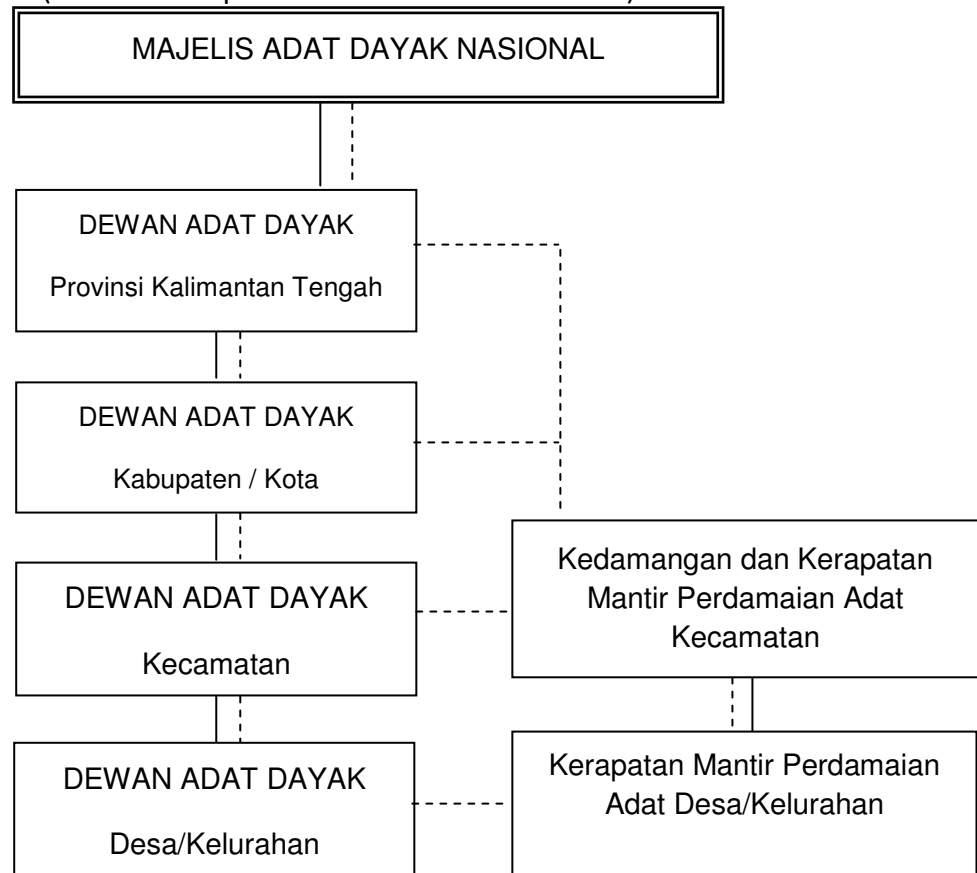 MAJELIS ADAT DAYAK NASIONAL
DEWAN ADAT DAYAK
Provinsi Kalimantan Tengah
DEWAN ADAT DAYAK
Kabupaten / Kota
Kedamangan dan Kerapatan
Mantir Perdamaian Adat
Kecamatan
DEWAN ADAT DAYAK
Kecamatan
DEWAN ADAT DAYAK
Desa/Kelurahan
Kerapatan Mantir Perdamaian
Adat Desa/Kelurahan